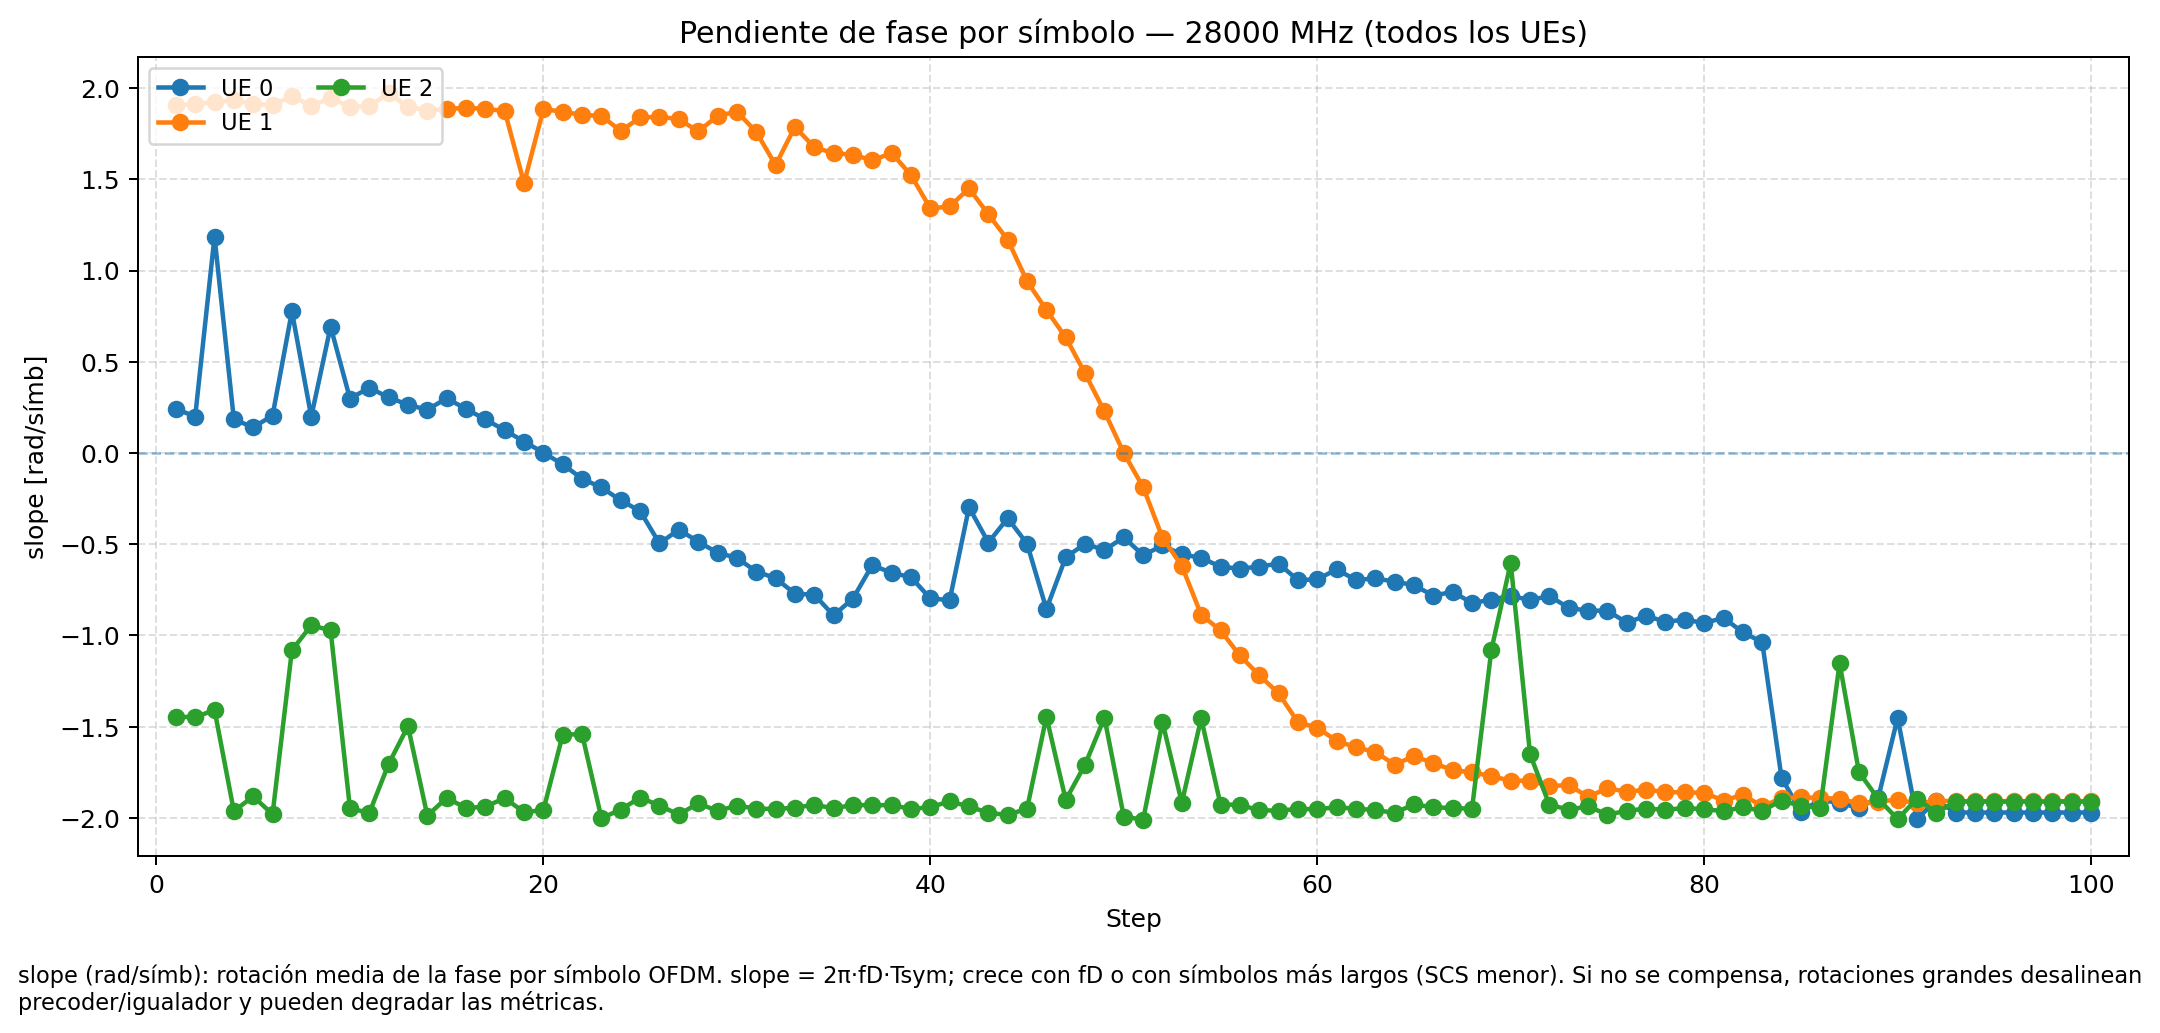 Pendiente de fase por símbolo — 28000 MHz (todos los UEs)
UE 0
UE 1
UE 2
2.0
1.5
1.0
0.5
0.0
−0.5
−1.0
−1.5
−2.0
slope [rad/símb]
0
20
40
60
80
100
Step
slope (rad/símb): rotación media de la fase por símbolo OFDM. slope = 2π·fD·Tsym; crece con fD o con símbolos más largos (SCS menor). Si no se compensa, rotaciones grandes desalinean
precoder/igualador y pueden degradar las métricas.